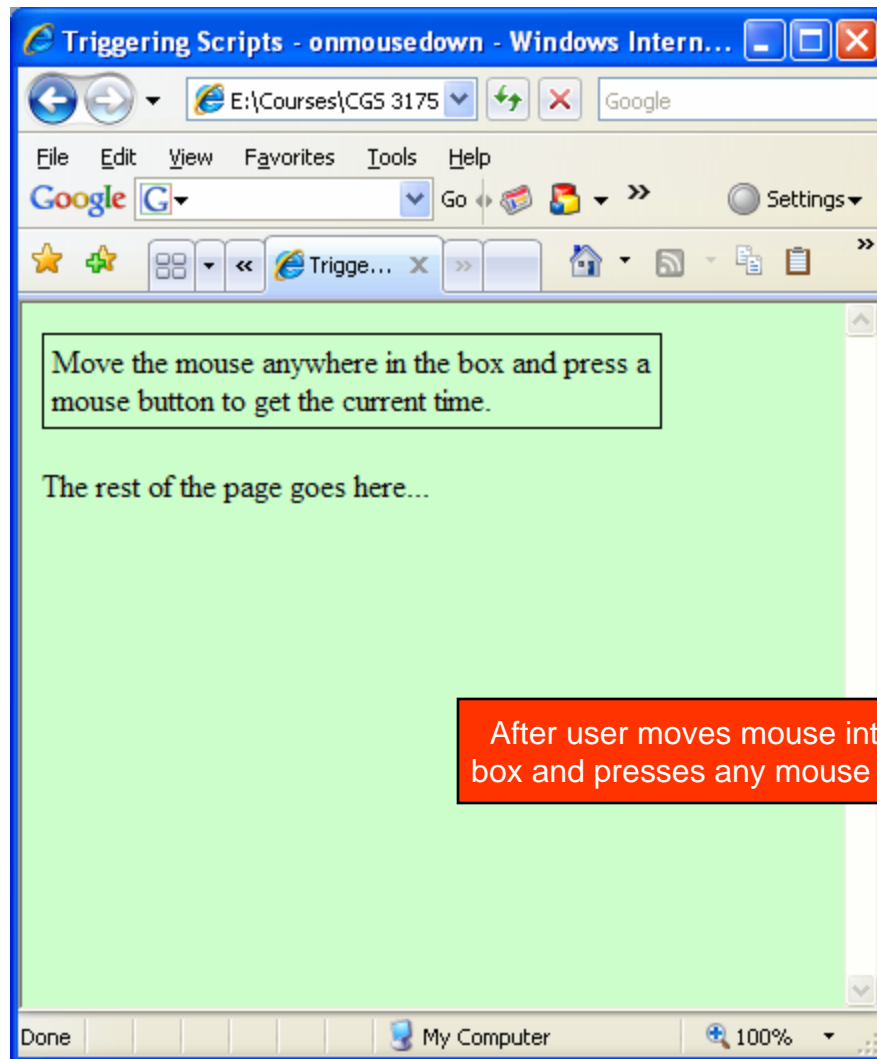 Triggering Scripts - onmousedown - Windows Intern...
E:\Courses\CGS 3175
Google
File Edit View Favorites Tools Help
Google G Go » Settings
« Trigge... X » »
Move the mouse anywhere in the box and press a
mouse button to get the current time.
The rest of the page goes here...
After user moves mouse int
box and presses any mouse
Done My Computer 100%